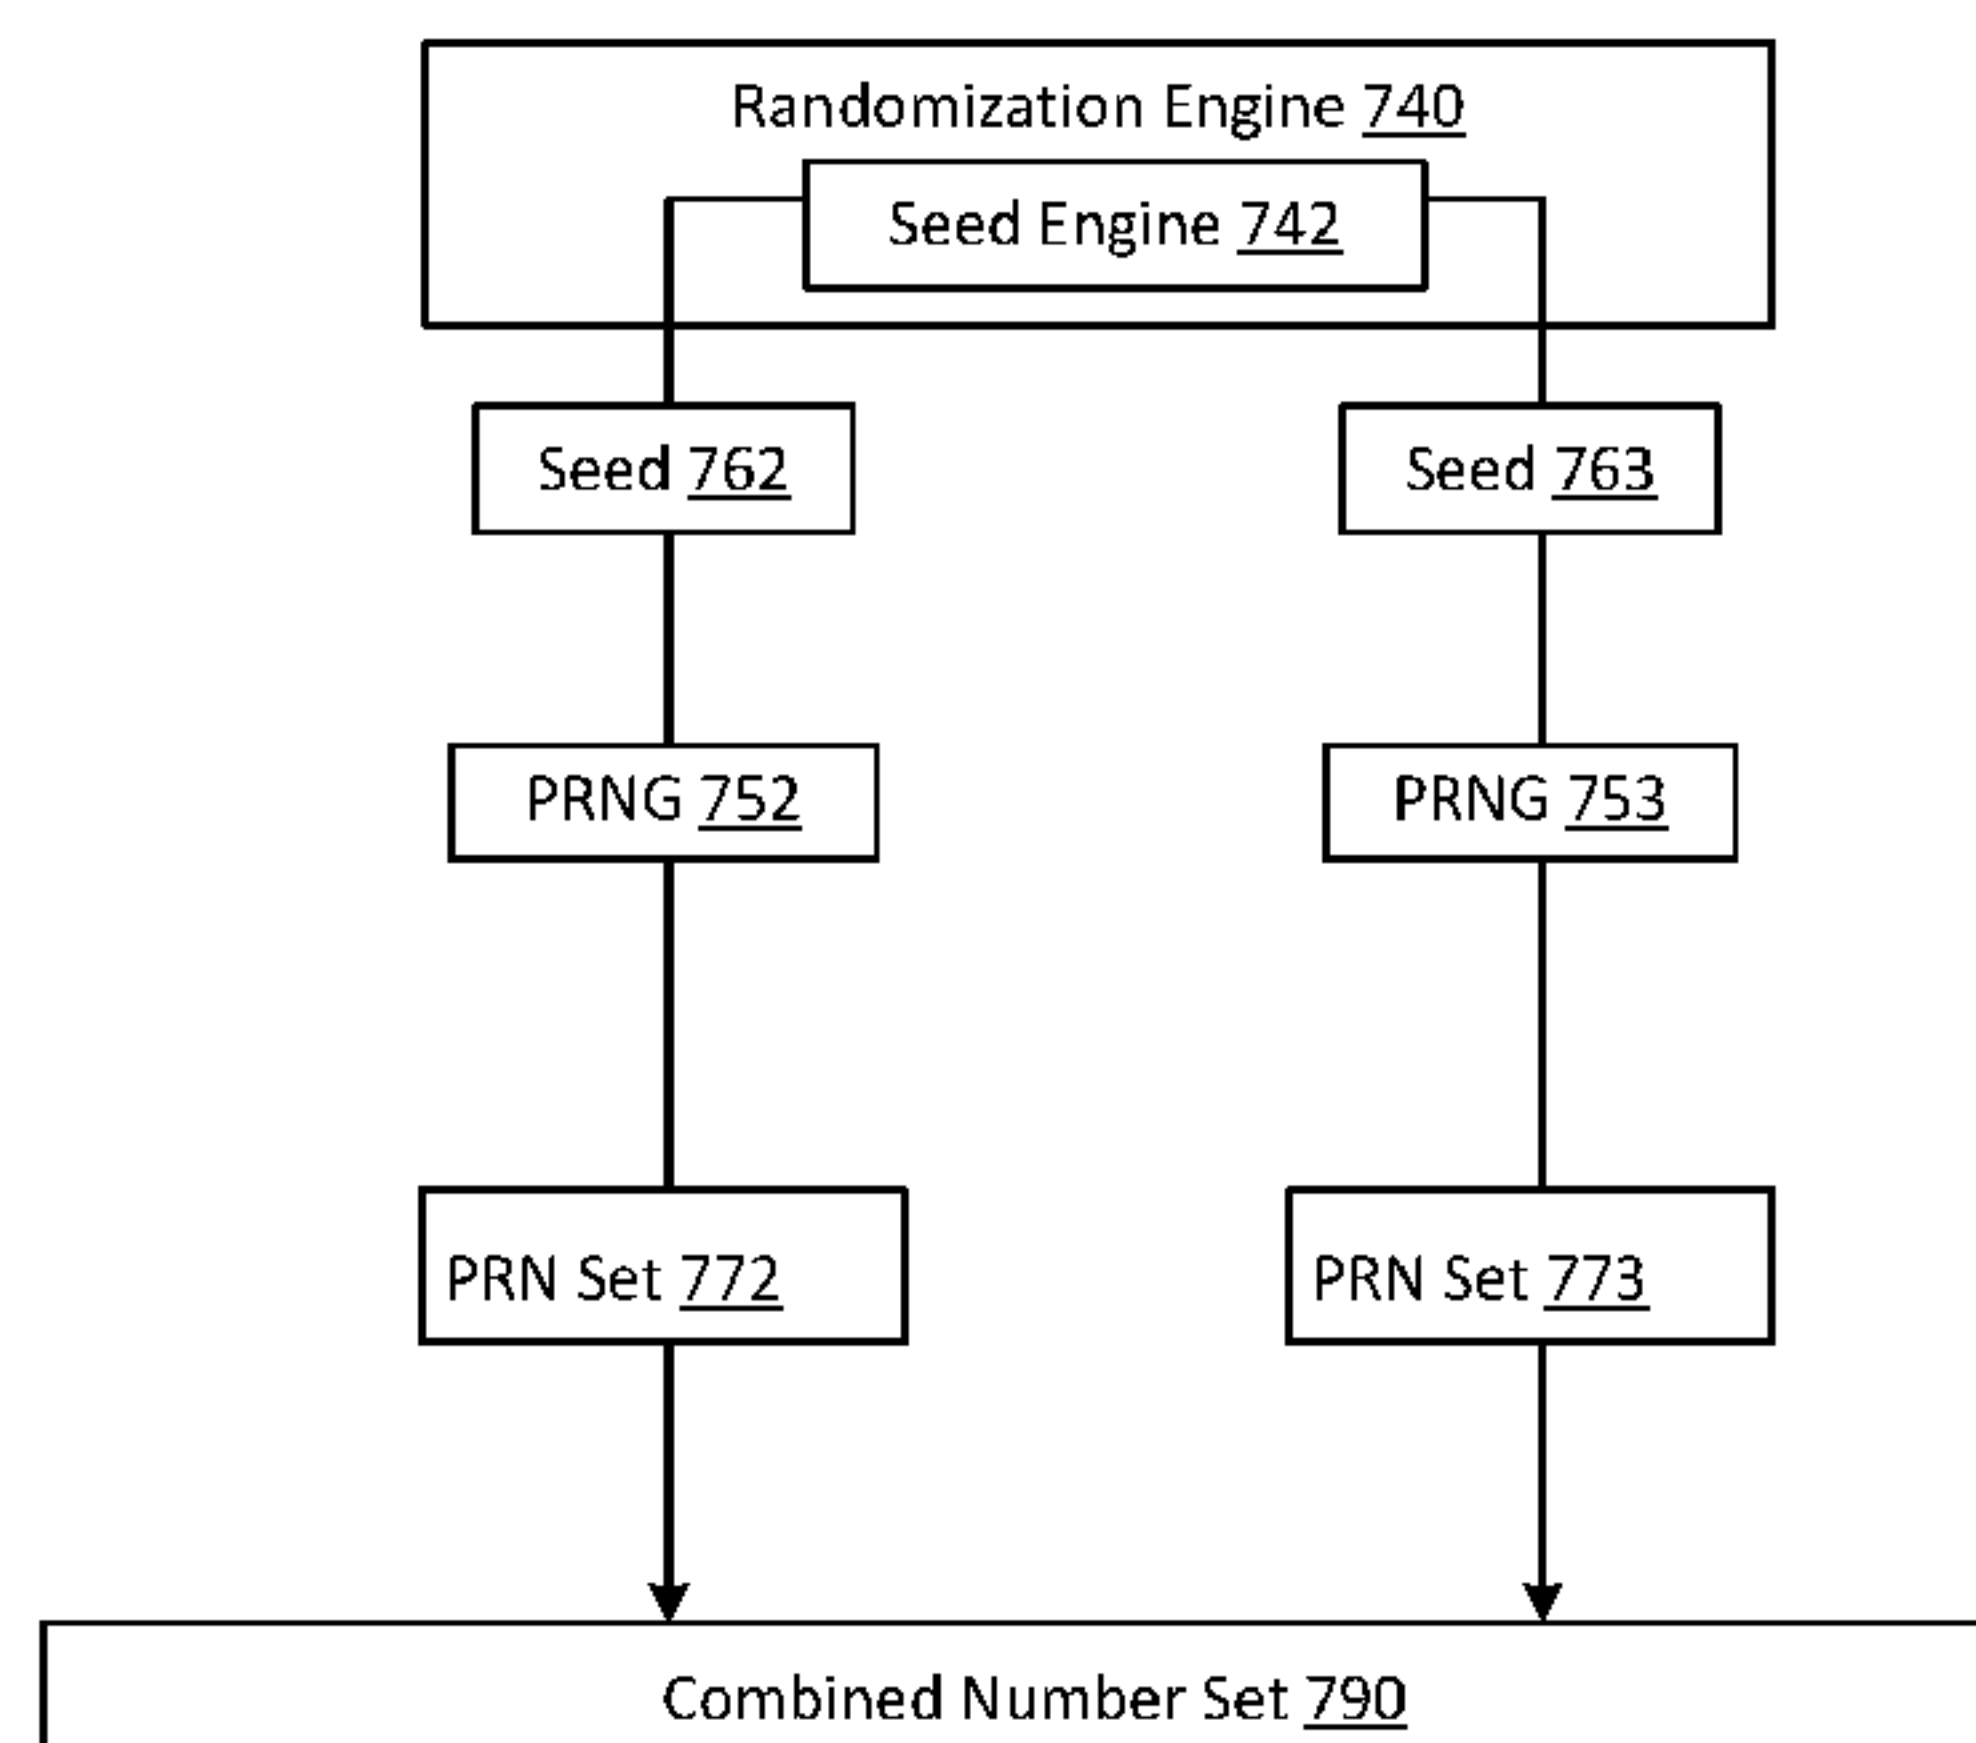 Randomization Engine 740
Seed Engine 742
Seed 762
Seed 763
PRNG 752
PRNG 753
PRN Set 772
PRN Set 773
Combined Number Set 790